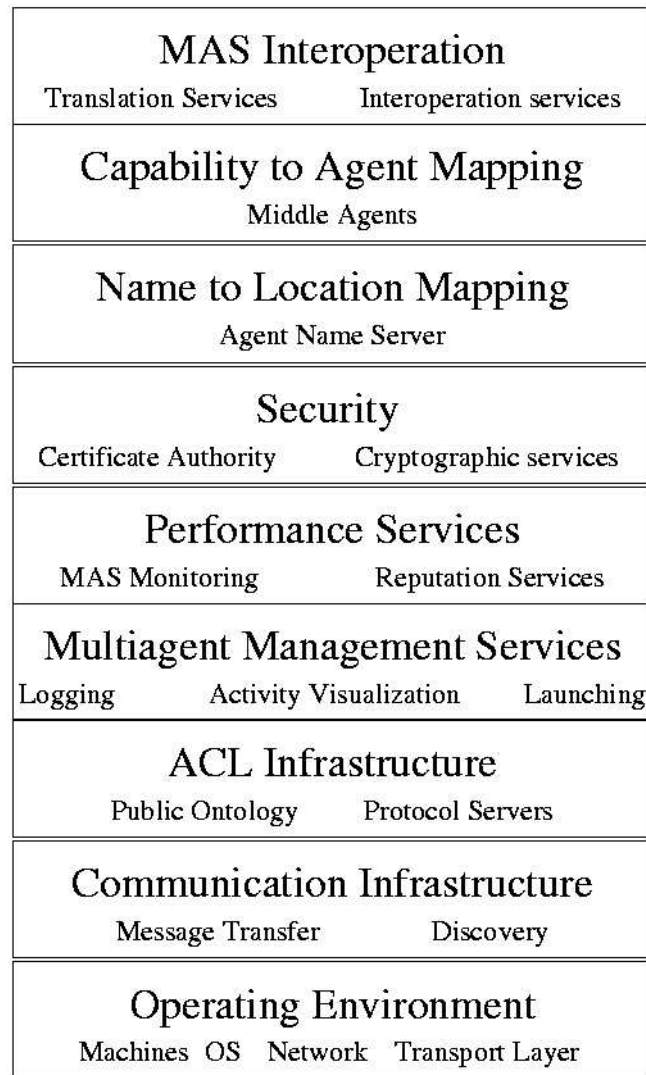 MAS Interoperation
Translation Services Interoperation services
Capability to Agent Mapping
Middle Agents
Name to Location Mapping
Agent Name Server
Security
Certificate Authority Cryptographic services
Performance Services
MAS Monitoring Reputation Services
Multiagent Management Services
Logging Activity Visualization Launching
ACL Infrastructure
Public Ontology Protocol Servers
Communication Infrastructure
Message Transfer Discovery
Operating Environment
Machines OS Network Transport Layer